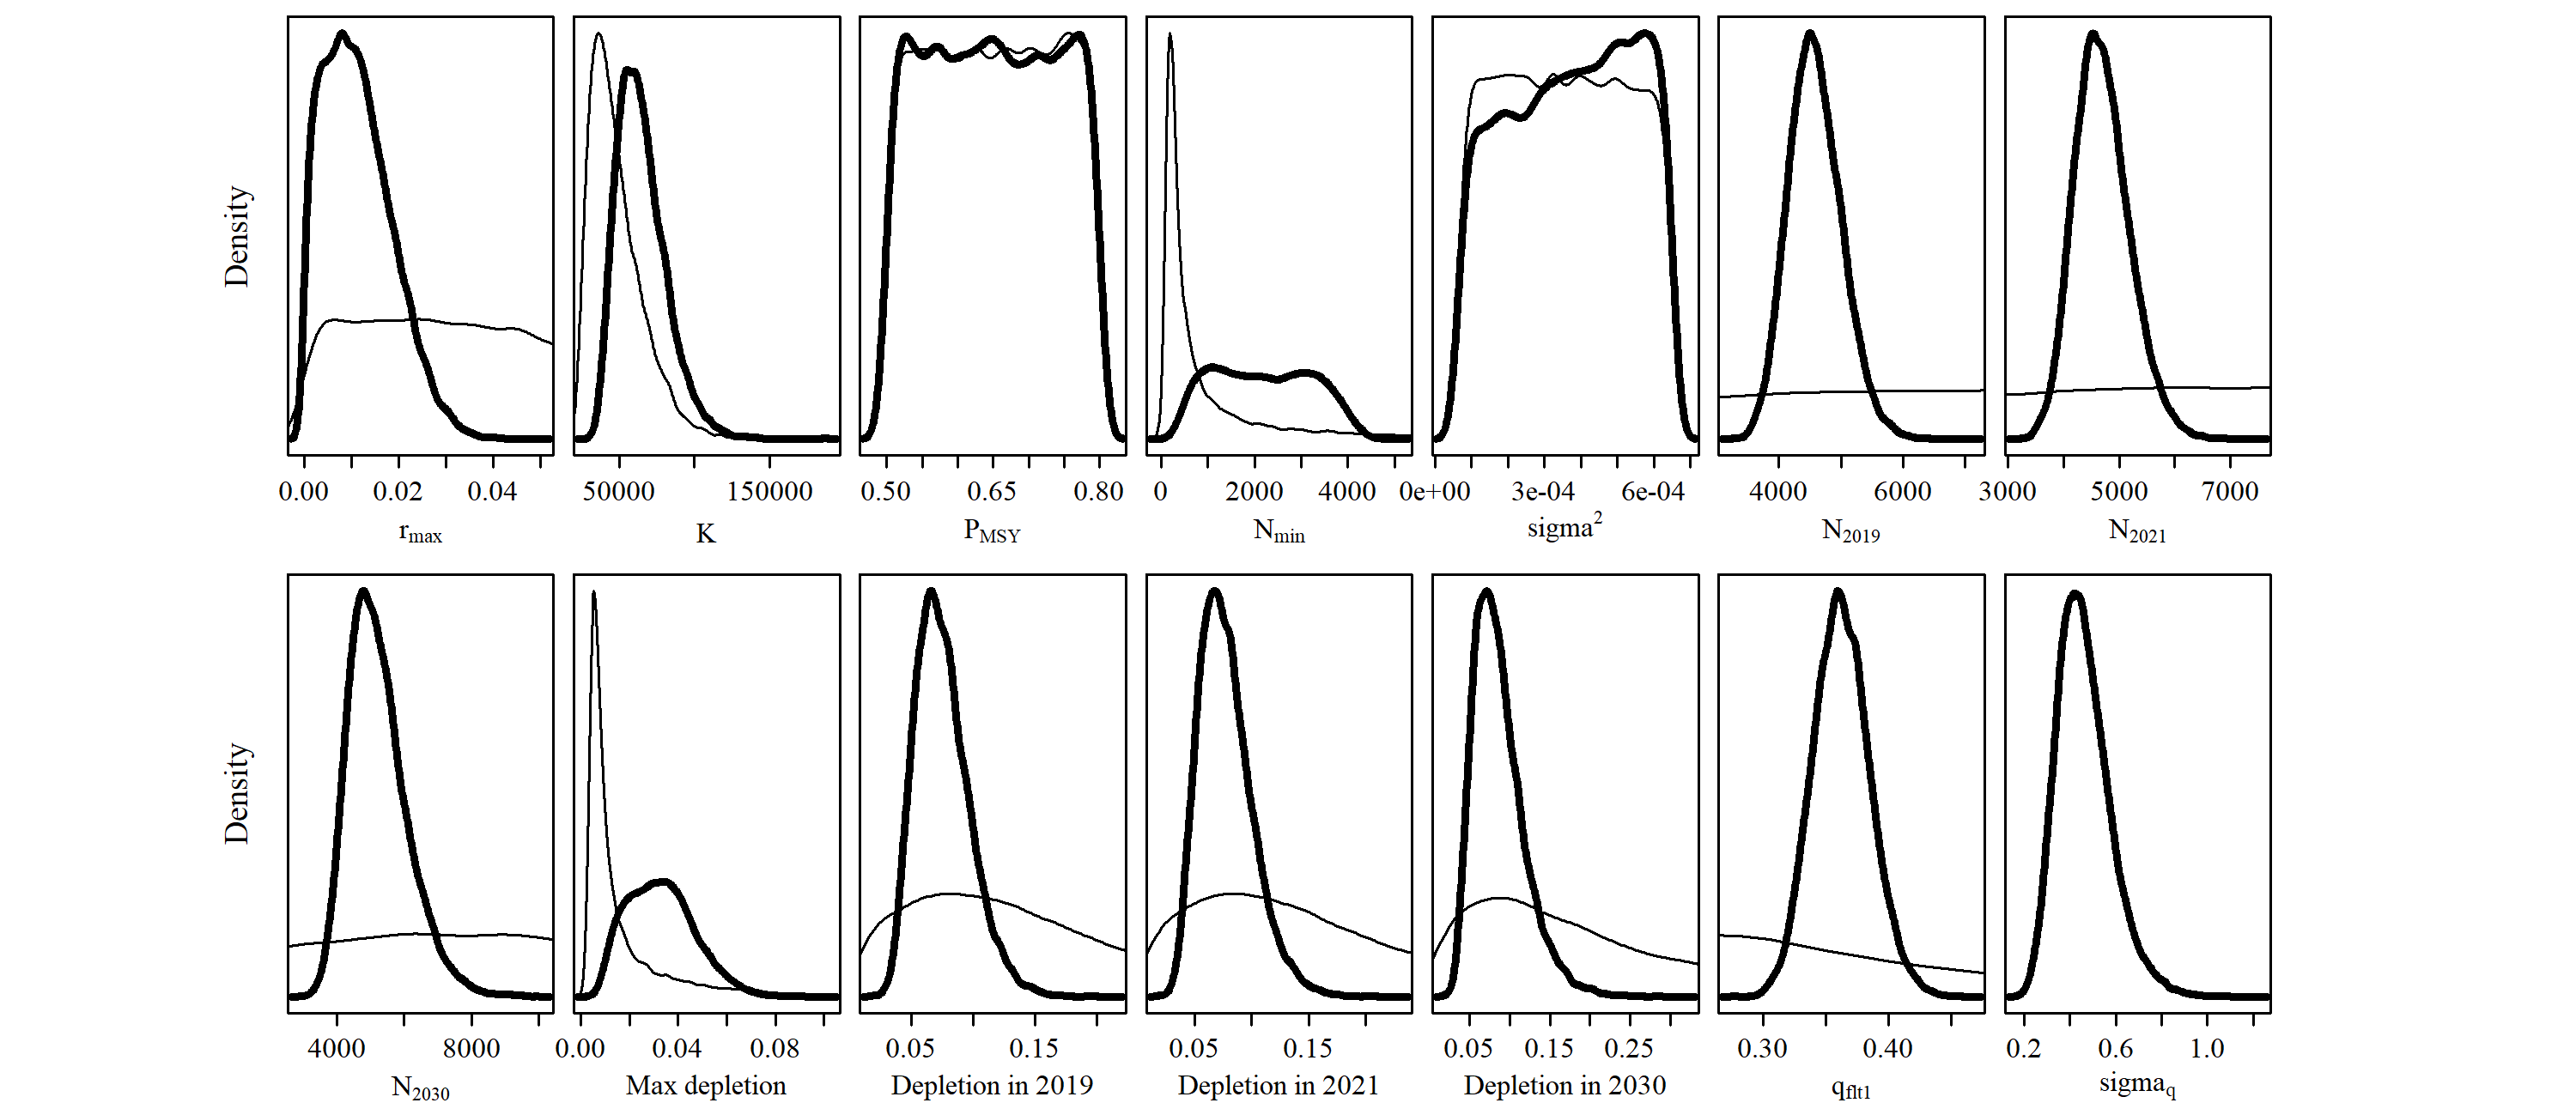 Density
0.00 0.02 0.04
r_max
50000 150000
K
0.50 0.65 0.80
P_MSY
0 2000 4000
N_min
0e+00 3e-04 6e-04
sigma²
4000 6000
N_2019
3000 5000 7000
N_2021
Density
4000 8000
N_2030
0.00 0.04 0.08
Max depletion
0.05 0.15
Depletion in 2019
0.05 0.15
Depletion in 2021
0.05 0.15 0.25
Depletion in 2030
0.30 0.40
q_flt1
0.2 0.6 1.0
sigma_q